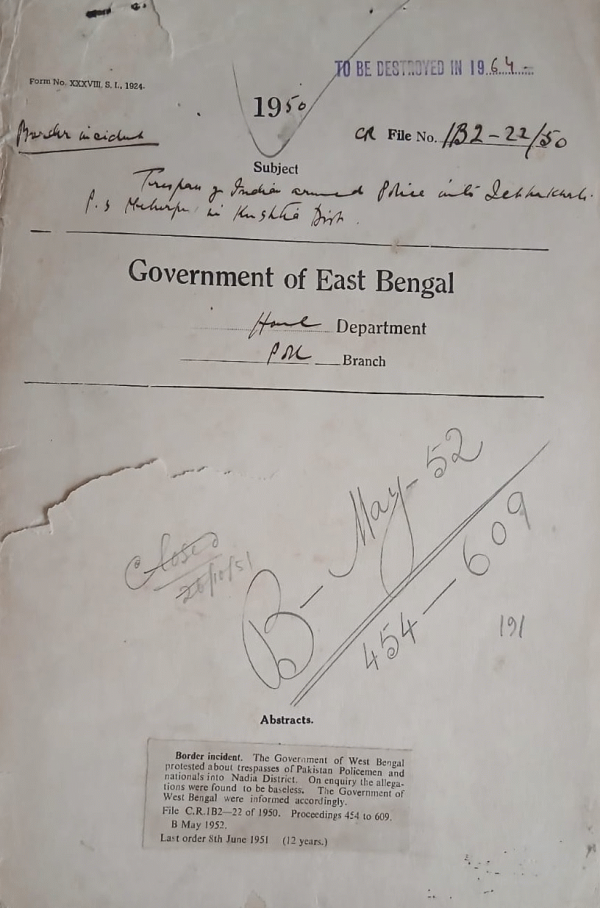 TO BE DESTROYED IN 1964
Form No. XXXVIII, S. I., 1924.
1950
Border incident
CR File No. 1B2-22/50
Subject
Trespass of Indian armed Police into
P.S Meherpur in Kushtia Dist.
Government of East Bengal
Home Department
Poll Branch
B-May-52
454-609
Closed
26/10/51
191
Abstracts.
Border incident. The Government of West Bengal
protested about trespasses of Pakistan Policemen and
nationals into Nadia District. On enquiry the allega-
tions were found to be baseless. The Government of
West Bengal were informed accordingly.
File C.R.1B2—22 of 1950. Proceedings 454 to 609.
B May 1952.
Last order 8th June 1951 (12 years.)